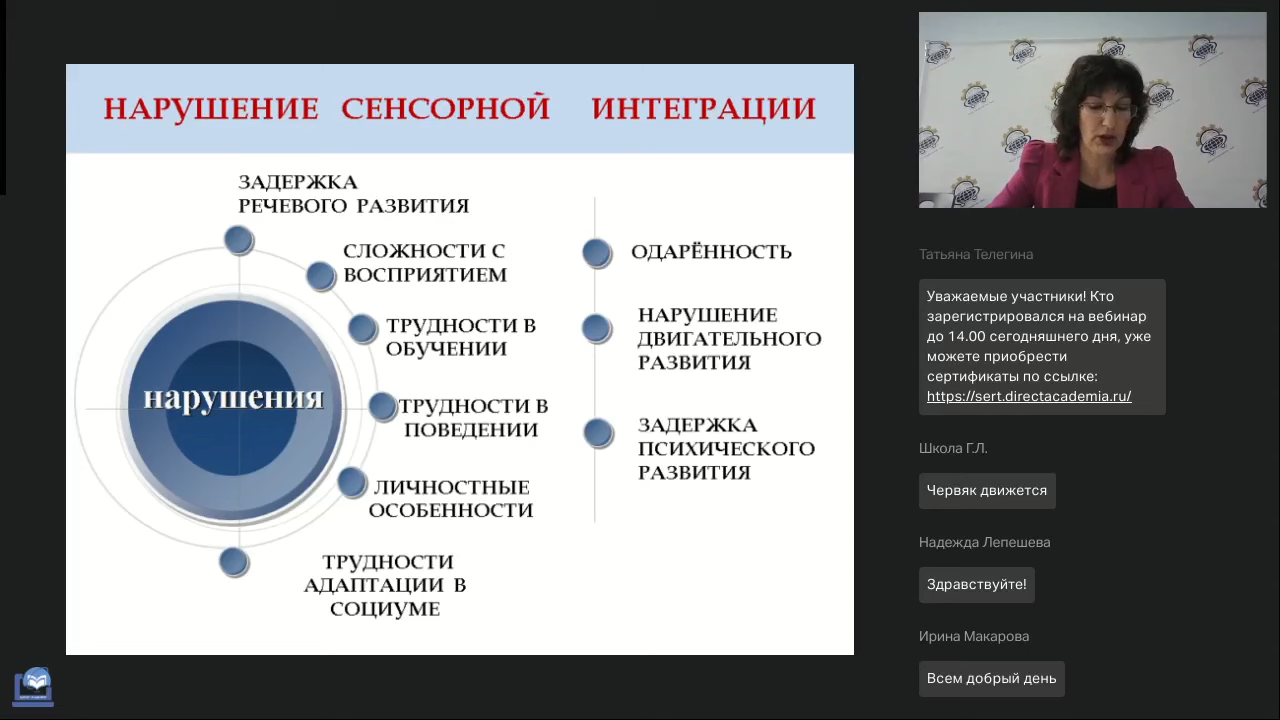 НАРУШЕНИЕ СЕНСОРНОЙ ИНТЕГРАЦИИ
ЗАДЕРЖКА
РЕЧЕВОГО РАЗВИТИЯ
СЛОЖНОСТИ С
ВОСПРИЯТИЕМ
ТРУДНОСТИ В
ОБУЧЕНИИ
нарушения
ТРУДНОСТИ В
ПОВЕДЕНИИ
ЛИЧНОСТНЫЕ
ОСОБЕННОСТИ
ТРУДНОСТИ
АДАПТАЦИИ В
СОЦИУМЕ
ОДАРЁННОСТЬ
НАРУШЕНИЕ
ДВИГАТЕЛЬНОГО
РАЗВИТИЯ
ЗАДЕРЖКА
ПСИХИЧЕСКОГО
РАЗВИТИЯ
Татьяна Телегина
Уважаемые участники! Кто
зарегистрировался на вебинар
до 14.00 сегодняшнего дня, уже
можете приобрести
сертификаты по ссылке:
https://sert.directacademia.ru/
Школа Г.Л.
Червяк движется
Надежда Лепешева
Здравствуйте!
Ирина Макарова
Всем добрый день